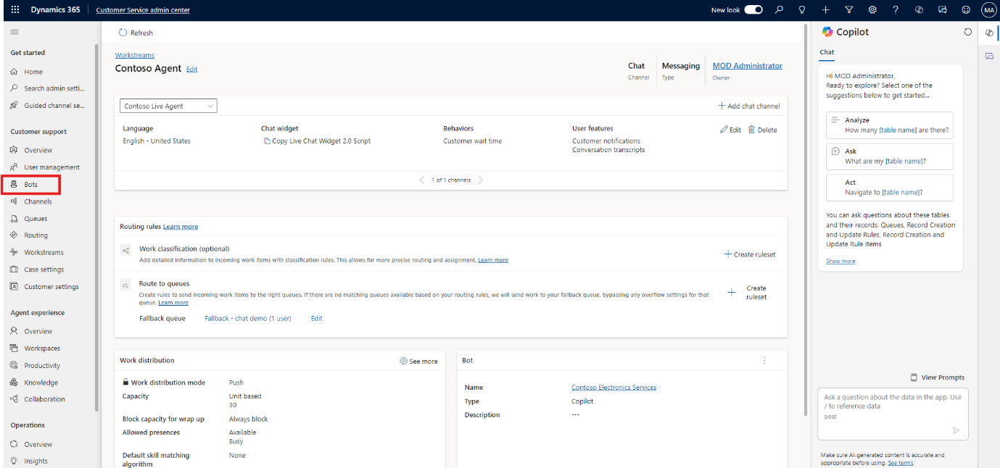 Dynamics 365
Customer Service admin center
New look
MA
Get started
Home
Search admin setti...
Guided channel se...
Customer support
Overview
User management
Bots
Channels
Queues
Routing
Workstreams
Case settings
Customer settings
Agent experience
Overview
Workspaces
Productivity
Knowledge
Collaboration
Operations
Overview
Insights
Refresh
Workstreams
Contoso Agent Edit
Chat
Channel
Messaging
Type
MOD Administrator
Owner
Contoso Live Agent
Add chat channel
Language
English - United States
Chat widget
Copy Live Chat Widget 2.0 Script
Behaviors
Customer wait time
User features
Customer notifications
Conversation transcripts
Edit
Delete
1 of 1 channels
Routing rules Learn more
Work classification (optional)
Add detailed information to incoming work items with classification rules. This allows for more precise routing and assignment. Learn more
Create ruleset
Route to queues
Create rules to send incoming work items to the right queues. If there are no matching queues available based on your routing rules, we will send work to your fallback queue, bypassing any overflow settings for that
queue. Learn more
Create
ruleset
Fallback queue Fallback - chat demo (1 user) Edit
Work distribution
See more
Work distribution mode Push
Capacity Unit based
30
Block capacity for wrap up Always block
Allowed presences Available
Busy
Default skill matching None
algorithm
Bot
Name Contoso Electronics Services
Type Copilot
Description ---
Copilot
Chat
Hi MOD Administrator,
Ready to explore? Select one of the
suggestions below to get started...
Analyze
How many [table name] are there?
Ask
What are my [table name]?
Act
Navigate to [table name]?
You can ask questions about these tables
and their records: Queues, Record Creation
and Update Rules, Record Creation and
Update Rule Items
Show more
View Prompts
Ask a question about the data in the app. Use
/ to reference data
0/500
Make sure AI-generated content is accurate and
appropriate before using. See terms